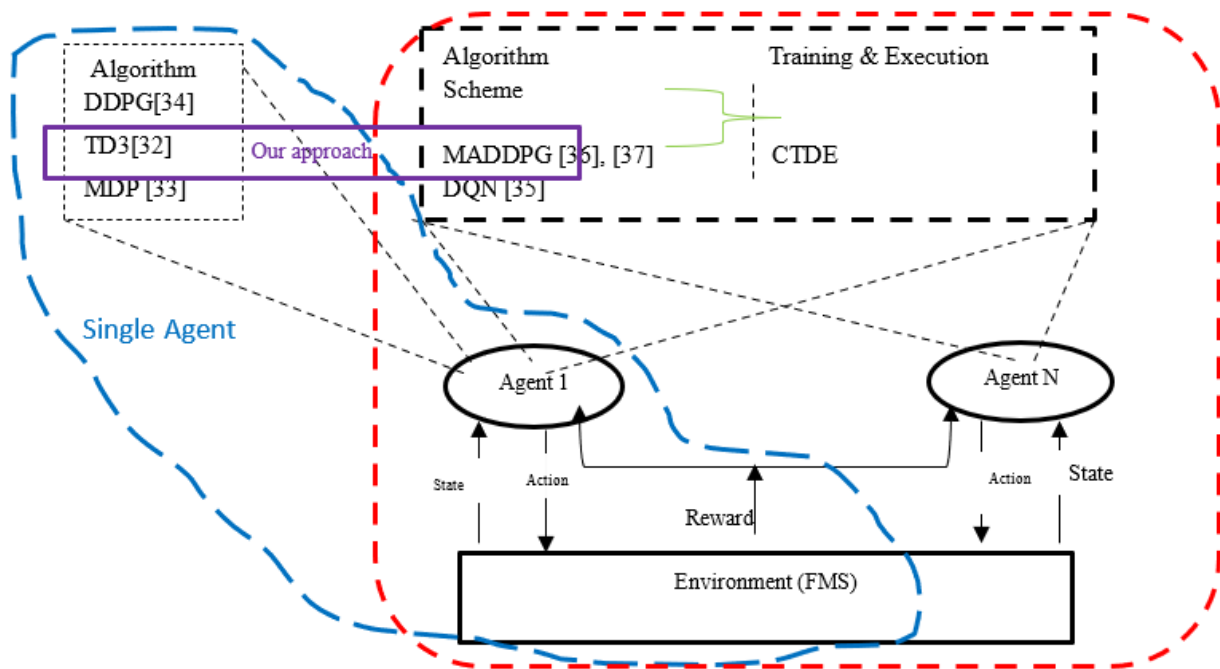 Algorithm
DDPG[34]
TD3[32]
MDP [33]
Our approach
Algorithm
Scheme
Training & Execution
MADDPG [36], [37]
CTDE
DQN [35]
Single Agent
Agent 1
Agent N
State
Action
Reward
Action
State
Environment (FMS)